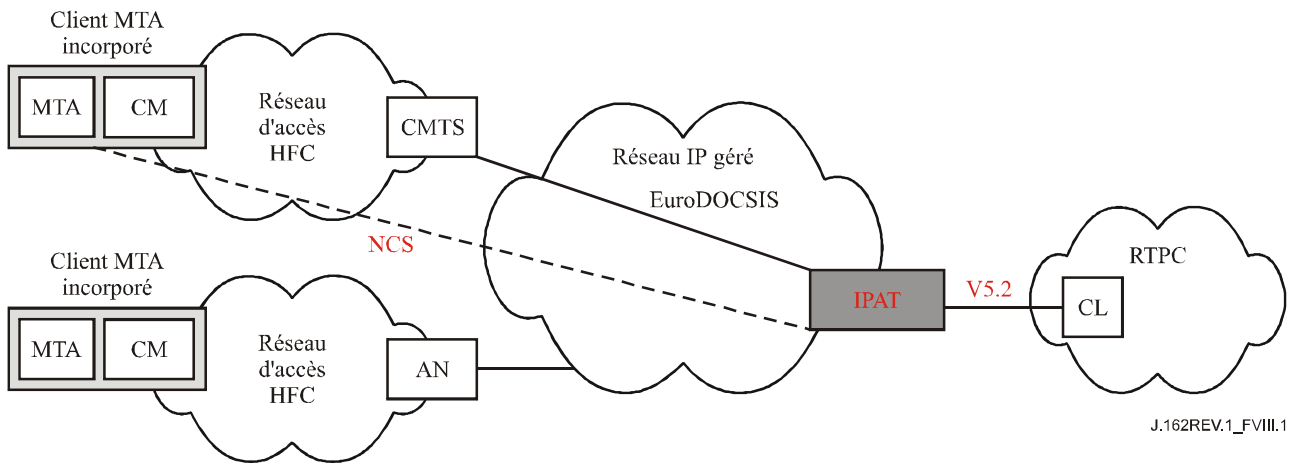 Client MTA
incorporé
MTA
CM
Réseau
d'accès
HFC
CMTS
Réseau IP géré
EuroDOCSIS
NCS
Client MTA
incorporé
MTA
CM
Réseau
d'accès
HFC
AN
IPAT
V5.2
RTPC
CL
J.162REV.1_FVIII.1